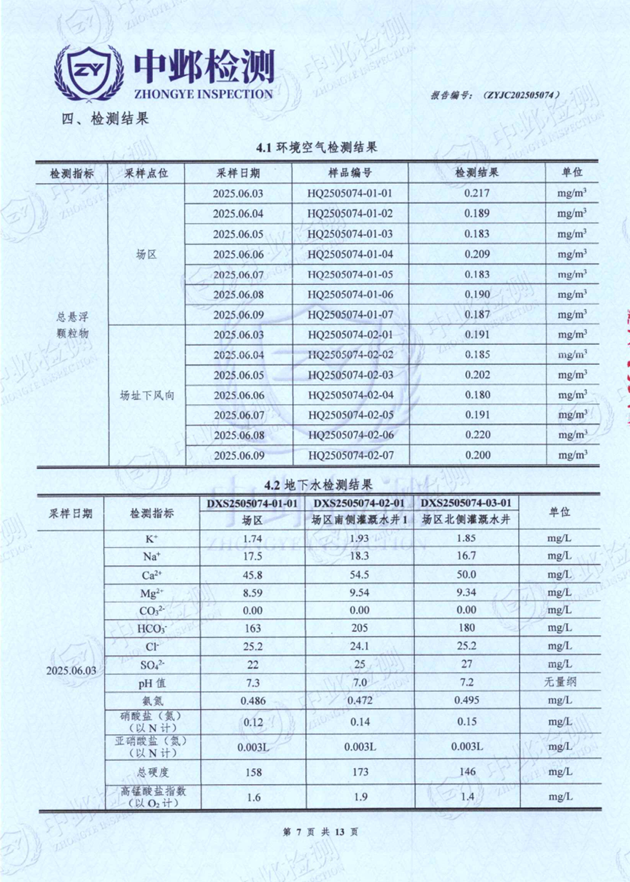 中邺检测
ZHONGYE INSPECTION
报告编号：（ZYJC202505074）
四、检测结果
4.1 环境空气检测结果
检测指标 采样点位 采样日期 样品编号 检测结果 单位
总悬浮颗粒物 场区 2025.06.03 HQ2505074-01-01 0.217 mg/m³
2025.06.04 HQ2505074-01-02 0.189 mg/m³
2025.06.05 HQ2505074-01-03 0.183 mg/m³
2025.06.06 HQ2505074-01-04 0.209 mg/m³
2025.06.07 HQ2505074-01-05 0.183 mg/m³
2025.06.08 HQ2505074-01-06 0.190 mg/m³
2025.06.09 HQ2505074-01-07 0.187 mg/m³
场址下风向 2025.06.03 HQ2505074-02-01 0.191 mg/m³
2025.06.04 HQ2505074-02-02 0.185 mg/m³
2025.06.05 HQ2505074-02-03 0.202 mg/m³
2025.06.06 HQ2505074-02-04 0.180 mg/m³
2025.06.07 HQ2505074-02-05 0.191 mg/m³
2025.06.08 HQ2505074-02-06 0.220 mg/m³
2025.06.09 HQ2505074-02-07 0.200 mg/m³
4.2 地下水检测结果
采样日期 检测指标 DXS2505074-01-01 DXS2505074-02-01 DXS2505074-03-01 单位
场区 场区南侧灌溉水井1 场区北侧灌溉水井
2025.06.03 K⁺ 1.74 1.93 1.85 mg/L
Na⁺ 17.5 18.3 16.7 mg/L
Ca²⁺ 45.8 54.5 50.0 mg/L
Mg²⁺ 8.59 9.54 9.34 mg/L
CO₃²⁻ 0.00 0.00 0.00 mg/L
HCO₃⁻ 163 205 180 mg/L
Cl⁻ 25.2 24.1 25.2 mg/L
SO₄²⁻ 22 25 27 mg/L
pH 值 7.3 7.0 7.2 无量纲
氨氮 0.486 0.472 0.495 mg/L
硝酸盐（氮）（以 N 计） 0.12 0.14 0.15 mg/L
亚硝酸盐（氮）（以 N 计） 0.003L 0.003L 0.003L mg/L
总硬度 158 173 146 mg/L
高锰酸盐指数（以 O₂ 计） 1.6 1.9 1.4 mg/L
第 7 页 共 13 页